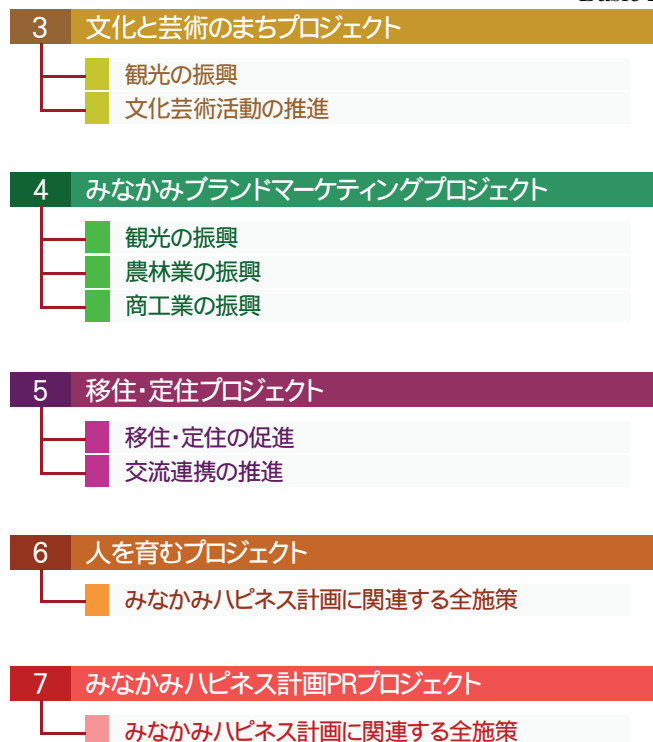 3 文化と芸術のまちプロジェクト
観光の振興
文化芸術活動の推進
4 みなかみブランドマーケティングプロジェクト
観光の振興
農林業の振興
商工業の振興
5 移住・定住プロジェクト
移住・定住の促進
交流連携の推進
6 人を育むプロジェクト
みなかみハピネス計画に関連する全施策
7 みなかみハピネス計画PRプロジェクト
みなかみハピネス計画に関連する全施策